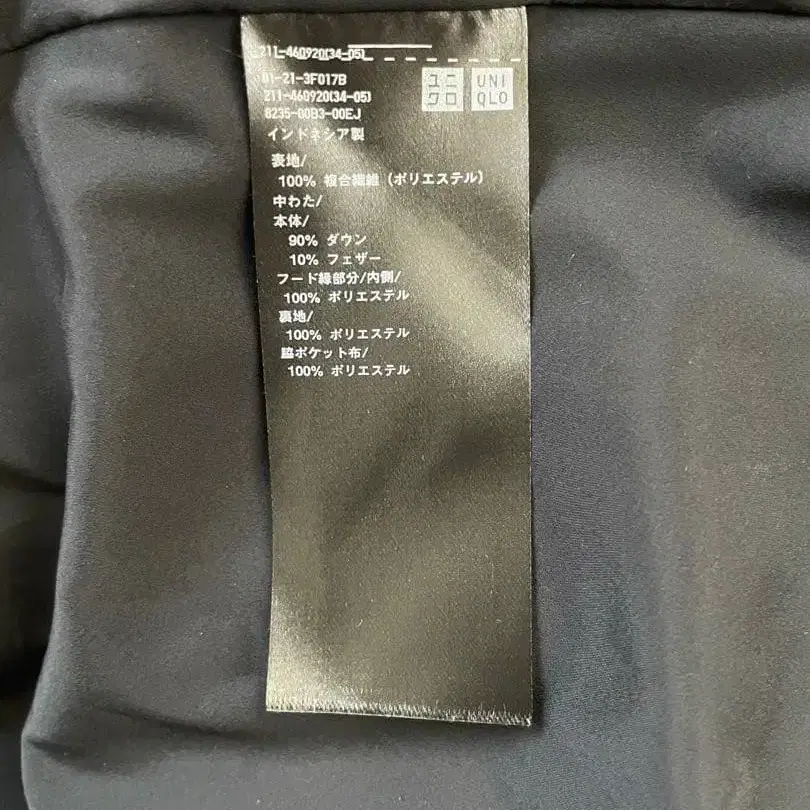 211-460920(34-05)
01-21-3F017B
211-460920(34-05)
8235-00B3-00EJ
ユニ
クロ
UNI
QLO
インドネシア製
表地/
100% 複合繊維（ポリエステル）
中わた/
本体/
90% ダウン
10% フェザー
フード縁部分/内側/
100% ポリエステル
裏地/
100% ポリエステル
脇ポケット布/
100% ポリエステル